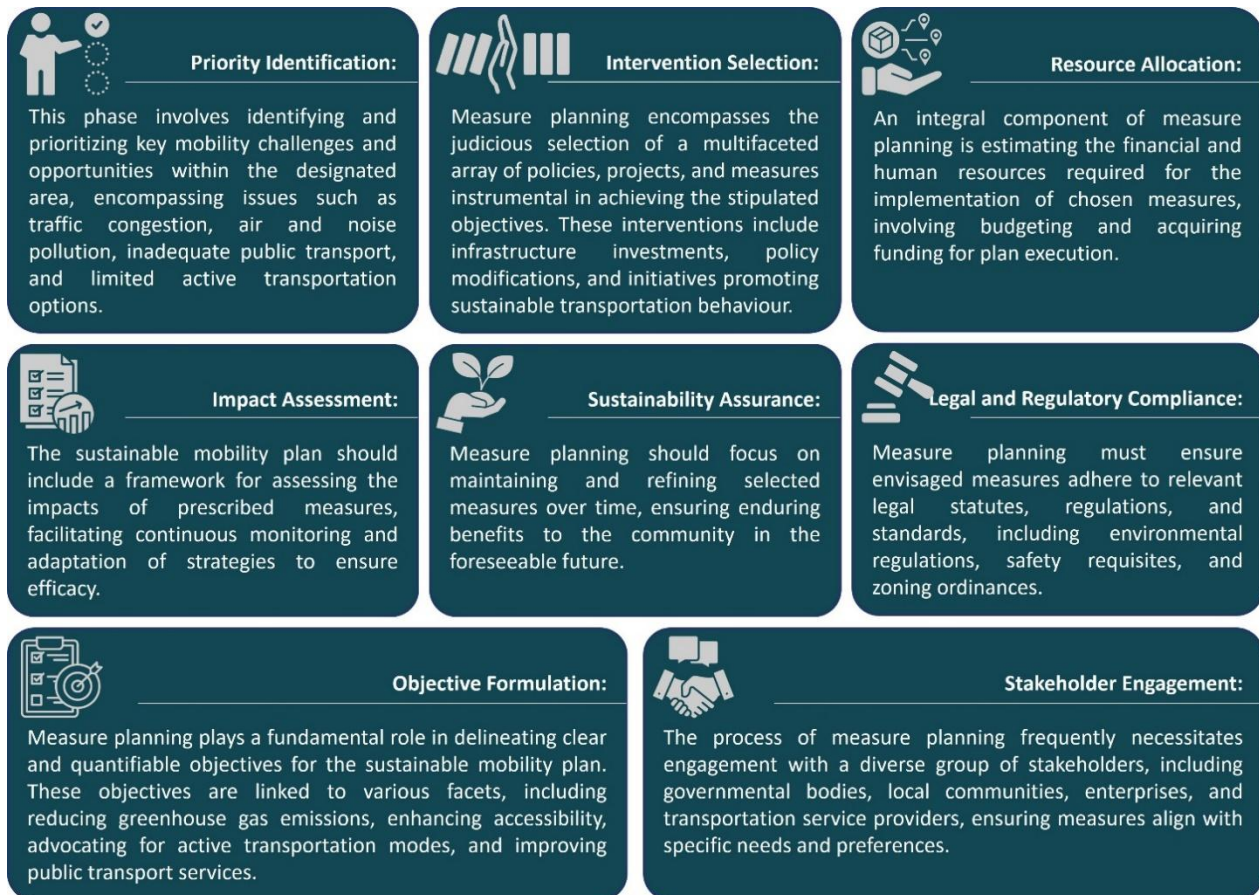 Priority Identification:
This phase involves identifying and
prioritizing key mobility challenges and
opportunities within the designated
area, encompassing issues such as
traffic congestion, air and noise
pollution, inadequate public transport,
and limited active transportation
options.
Intervention Selection:
Measure planning encompasses the
judicious selection of a multifaceted
array of policies, projects, and measures
instrumental in achieving the stipulated
objectives. These interventions include
infrastructure investments, policy
modifications, and initiatives promoting
sustainable transportation behaviour.
Resource Allocation:
An integral component of measure
planning is estimating the financial and
human resources required for the
implementation of chosen measures,
involving budgeting and acquiring
funding for plan execution.
Impact Assessment:
The sustainable mobility plan should
include a framework for assessing the
impacts of prescribed measures,
facilitating continuous monitoring and
adaptation of strategies to ensure
efficacy.
Sustainability Assurance:
Measure planning should focus on
maintaining and refining selected
measures over time, ensuring enduring
benefits to the community in the
foreseeable future.
Legal and Regulatory Compliance:
Measure planning must ensure
envisaged measures adhere to relevant
legal statutes, regulations, and
standards, including environmental
regulations, safety requisites, and
zoning ordinances.
Objective Formulation:
Measure planning plays a fundamental role in delineating clear
and quantifiable objectives for the sustainable mobility plan.
These objectives are linked to various facets, including
reducing greenhouse gas emissions, enhancing accessibility,
advocating for active transportation modes, and improving
public transport services.
Stakeholder Engagement:
The process of measure planning frequently necessitates
engagement with a diverse group of stakeholders, including
governmental bodies, local communities, enterprises, and
transportation service providers, ensuring measures align with
specific needs and preferences.